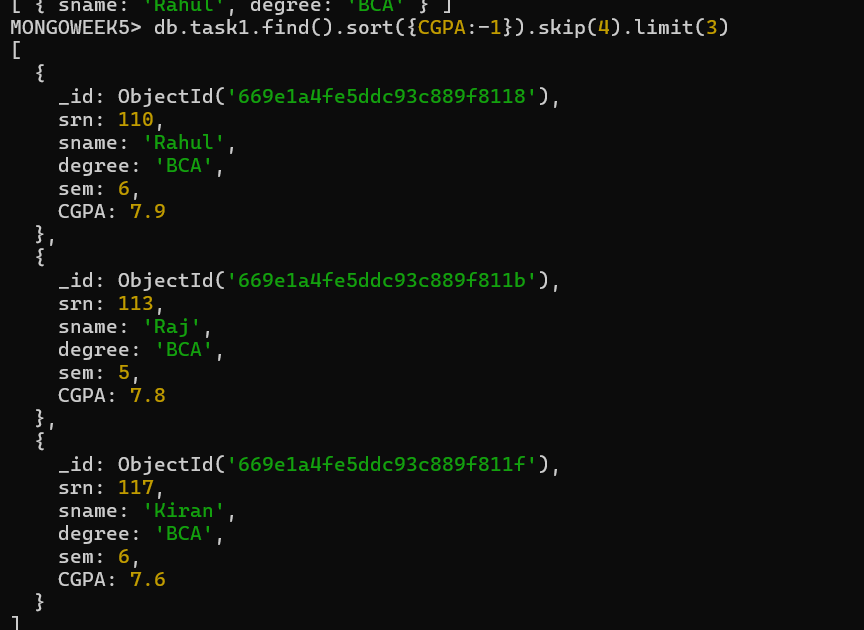 [ { sname: 'Rahul', degree: 'BCA' } ]
MONGOWEEK5> db.task1.find().sort({CGPA:-1}).skip(4).limit(3)
[
  {
    _id: ObjectId('669e1a4fe5ddc93c889f8118'),
    srn: 110,
    sname: 'Rahul',
    degree: 'BCA',
    sem: 6,
    CGPA: 7.9
  },
  {
    _id: ObjectId('669e1a4fe5ddc93c889f811b'),
    srn: 113,
    sname: 'Raj',
    degree: 'BCA',
    sem: 5,
    CGPA: 7.8
  },
  {
    _id: ObjectId('669e1a4fe5ddc93c889f811f'),
    srn: 117,
    sname: 'Kiran',
    degree: 'BCA',
    sem: 6,
    CGPA: 7.6
  }
]